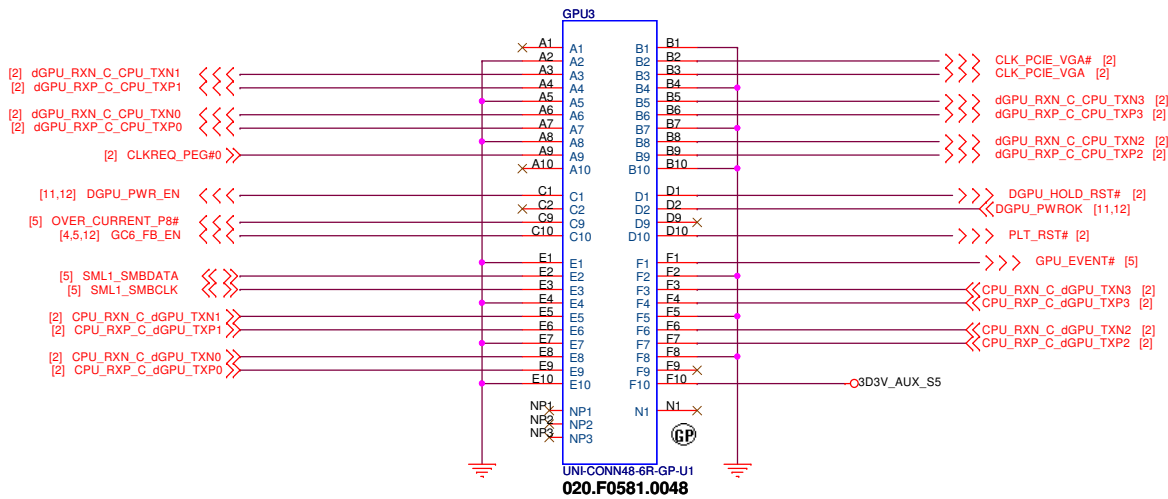 GPU3
A1 A1 B1 B1
A2 A2 B2 B2 CLK_PCIE_VGA# [2]
[2] dGPU_RXN_C_CPU_TXN1 A3 A3 B3 B3 CLK_PCIE_VGA [2]
[2] dGPU_RXP_C_CPU_TXP1 A4 A4 B4 B4
A5 A5 B5 B5 dGPU_RXN_C_CPU_TXN3 [2]
[2] dGPU_RXN_C_CPU_TXN0 A6 A6 B6 B6 dGPU_RXP_C_CPU_TXP3 [2]
[2] dGPU_RXP_C_CPU_TXP0 A7 A7 B7 B7
A8 A8 B8 B8 dGPU_RXN_C_CPU_TXN2 [2]
[2] CLKREQ_PEG#0 A9 A9 B9 B9 dGPU_RXP_C_CPU_TXP2 [2]
A10 A10 B10 B10
[11,12] DGPU_PWR_EN C1 C1 D1 D1 DGPU_HOLD_RST# [2]
C2 C2 D2 D2 DGPU_PWROK [11,12]
[5] OVER_CURRENT_P8# C9 C9 D9 D9
[4,5,12] GC6_FB_EN C10 C10 D10 D10 PLT_RST# [2]
E1 E1 F1 F1 GPU_EVENT# [5]
[5] SML1_SMBDATA E2 E2 F2 F2
[5] SML1_SMBCLK E3 E3 F3 F3 CPU_RXN_C_dGPU_TXN3 [2]
E4 E4 F4 F4 CPU_RXP_C_dGPU_TXP3 [2]
[2] CPU_RXN_C_dGPU_TXN1 E5 E5 F5 F5
[2] CPU_RXP_C_dGPU_TXP1 E6 E6 F6 F6 CPU_RXN_C_dGPU_TXN2 [2]
E7 E7 F7 F7 CPU_RXP_C_dGPU_TXP2 [2]
[2] CPU_RXN_C_dGPU_TXN0 E8 E8 F8 F8
[2] CPU_RXP_C_dGPU_TXP0 E9 E9 F9 F9
E10 E10 F10 F10 3D3V_AUX_S5
NP1 NP1 N1 N1
NP2 NP2
NP3 NP3 GP
UNI-CONN48-6R-GP-U1
020.F0581.0048